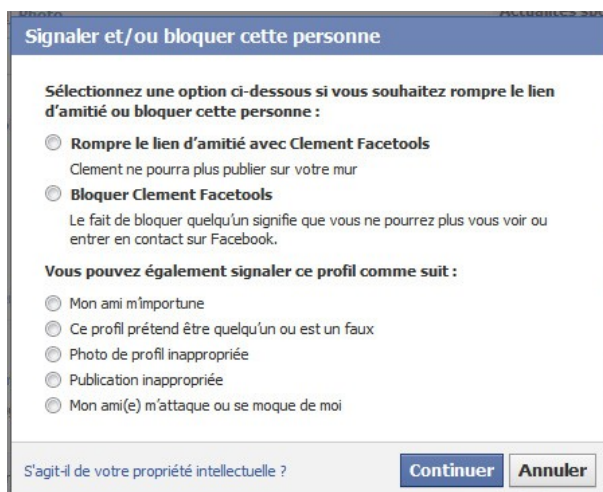 Photo
Signaler et/ou bloquer cette personne
Sélectionnez une option ci-dessous si vous souhaitez rompre le lien
d'amitié ou bloquer cette personne :
Rompre le lien d'amitié avec Clement Facetools
Clement ne pourra plus publier sur votre mur
Bloquer Clement Facetools
Le fait de bloquer quelqu'un signifie que vous ne pourrez plus vous voir ou
entrer en contact sur Facebook.
Vous pouvez également signaler ce profil comme suit :
Mon ami m'importune
Ce profil prétend être quelqu'un ou est un faux
Photo de profil inappropriée
Publication inappropriée
Mon ami(e) m'attaque ou se moque de moi
S'agit-il de votre propriété intellectuelle ?
Continuer
Annuler